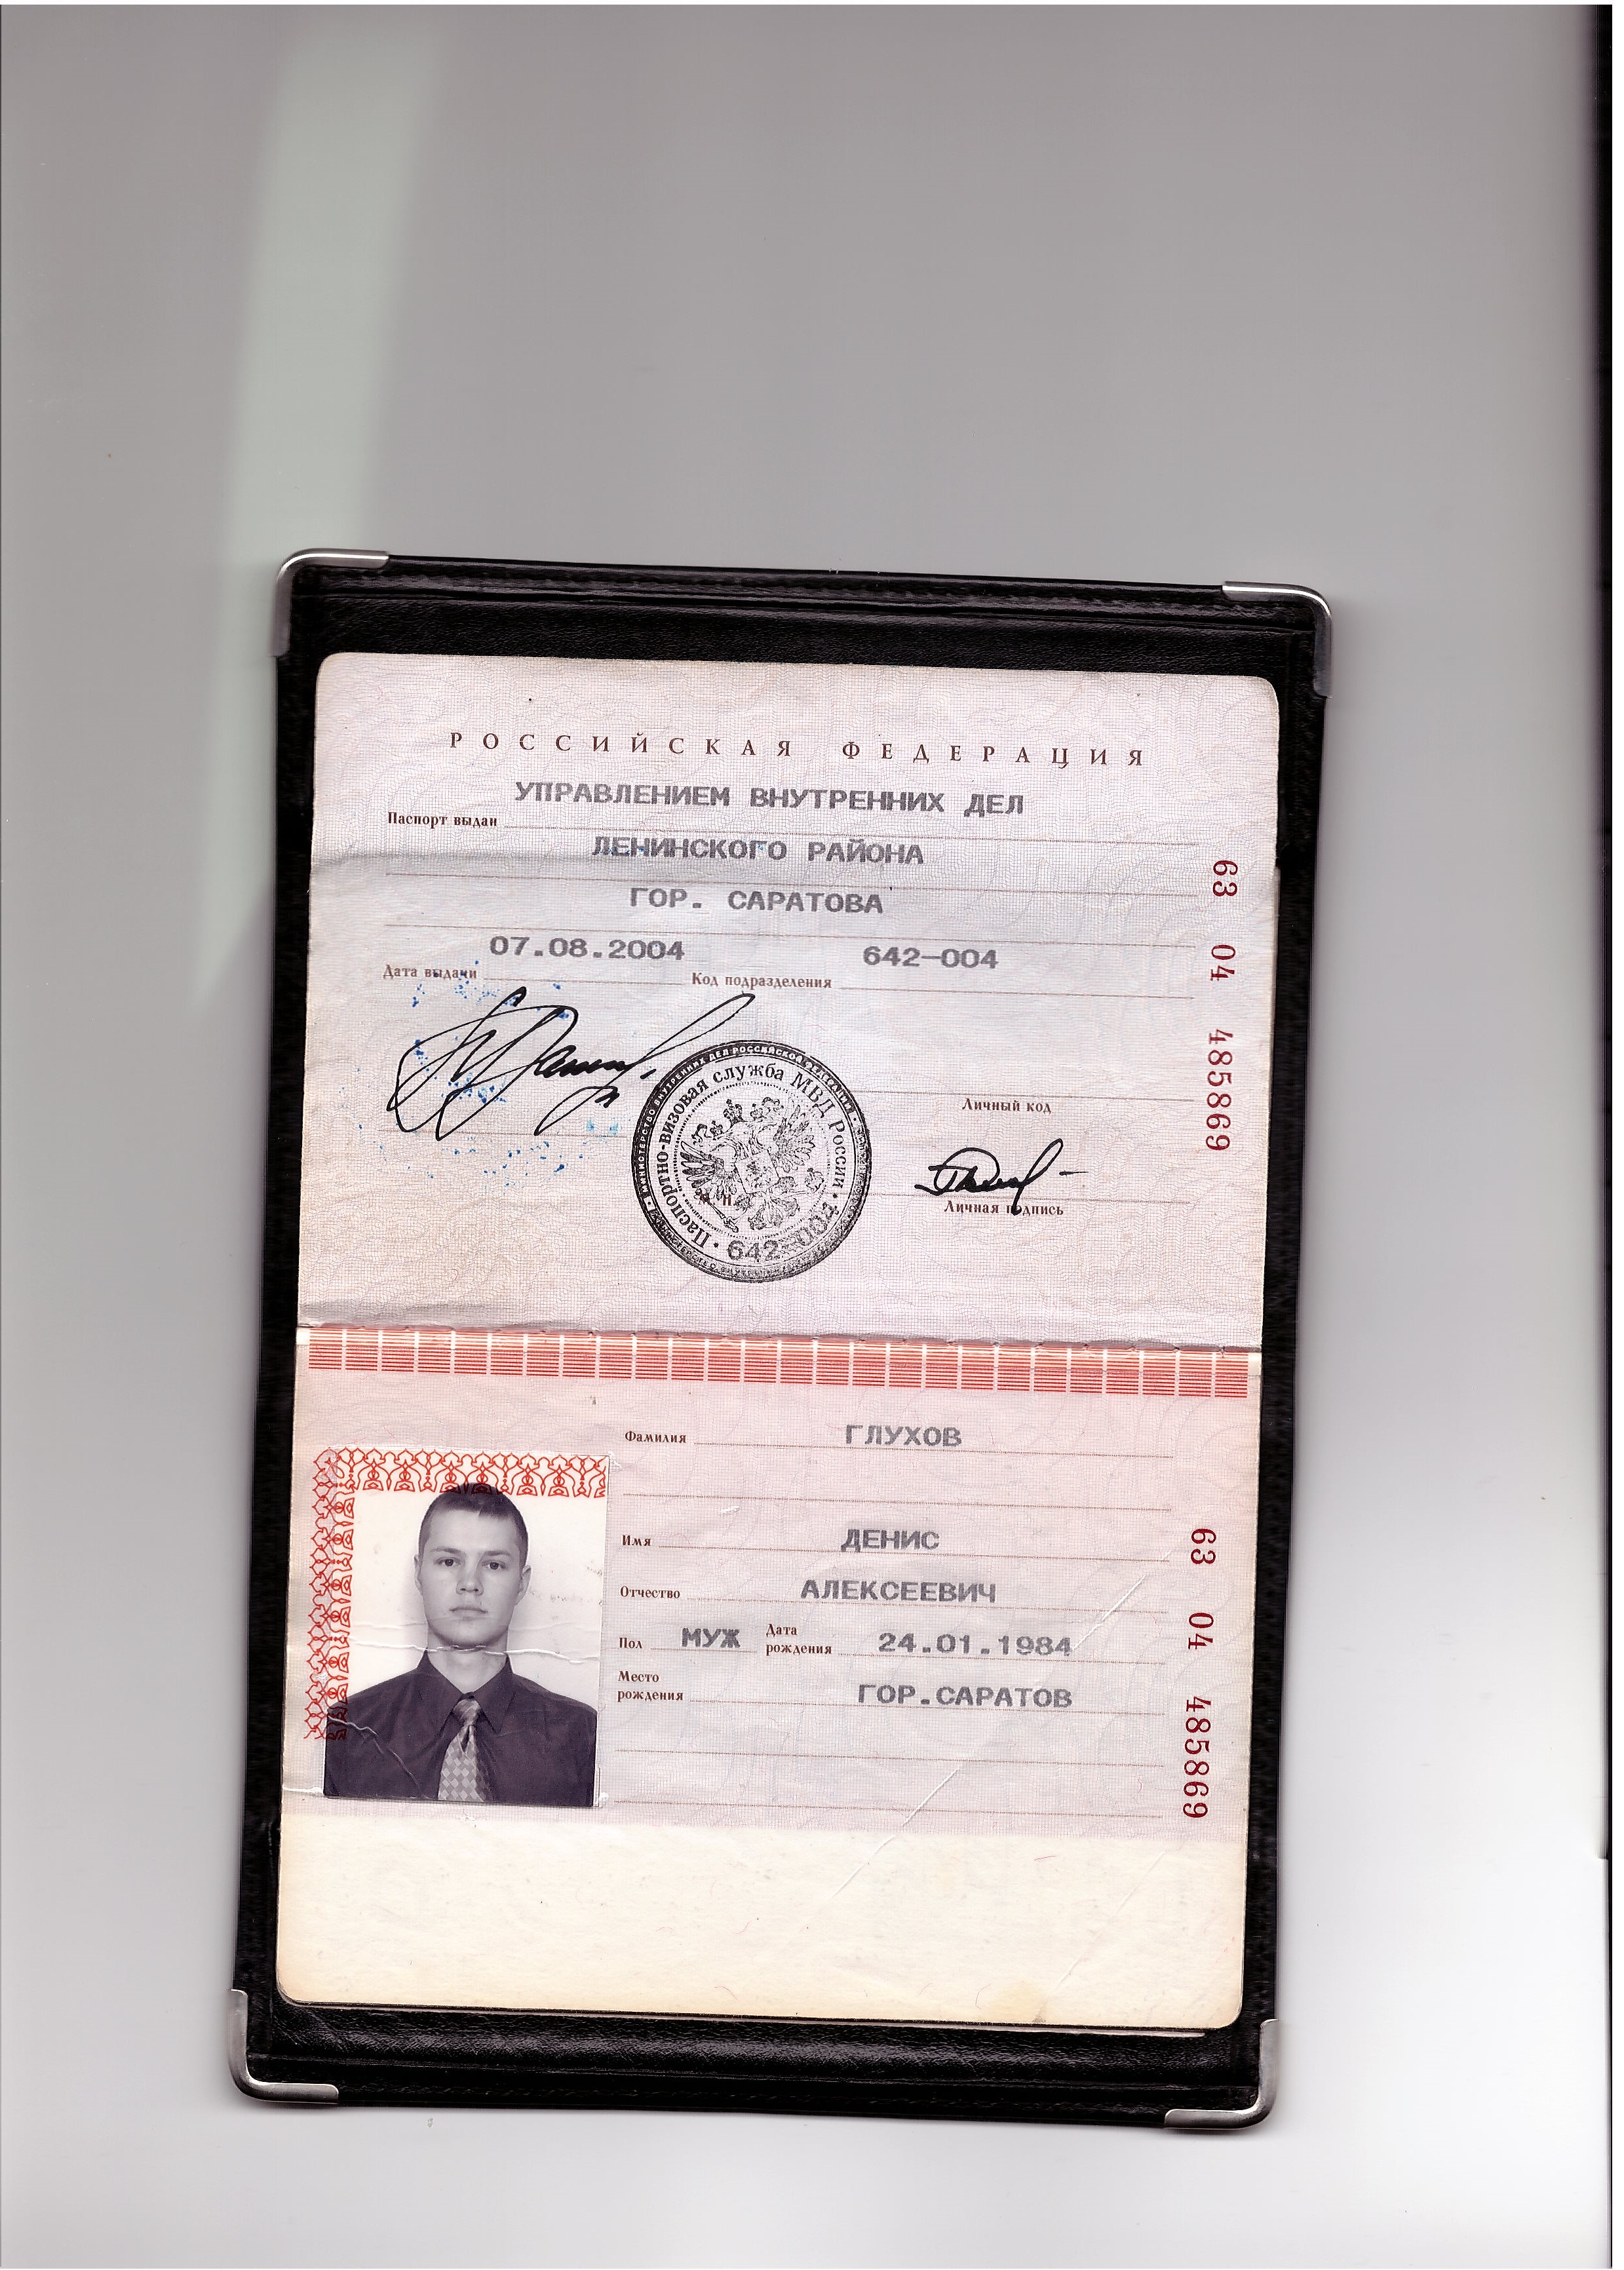 РОССИЙСКАЯ ФЕДЕРАЦИЯ
УПРАВЛЕНИЕМ ВНУТРЕННИХ ДЕЛ
Паспорт выдан
ЛЕНИНСКОГО РАЙОНА
ГОР. САРАТОВА
07.08.2004 642-004
Дата выдачи Код подразделения
Паспортно-визовая служба МВД России
642-004
Личный код
Личная подпись
63 04 485869
Фамилия ГЛУХОВ
Имя ДЕНИС
Отчество АЛЕКСЕЕВИЧ
Пол МУЖ Дата рождения 24.01.1984
Место рождения ГОР.САРАТОВ
63 04 485869